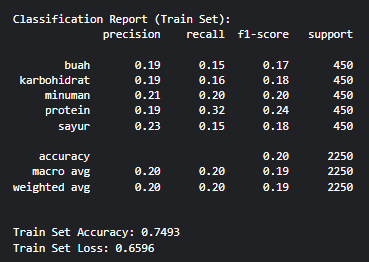 Classification Report (Train Set):
precision recall f1-score support
buah 0.19 0.15 0.17 450
karbohidrat 0.19 0.16 0.18 450
minuman 0.21 0.20 0.20 450
protein 0.19 0.32 0.24 450
sayur 0.23 0.15 0.18 450
accuracy 0.20 2250
macro avg 0.20 0.20 0.19 2250
weighted avg 0.20 0.20 0.19 2250
Train Set Accuracy: 0.7493
Train Set Loss: 0.6596